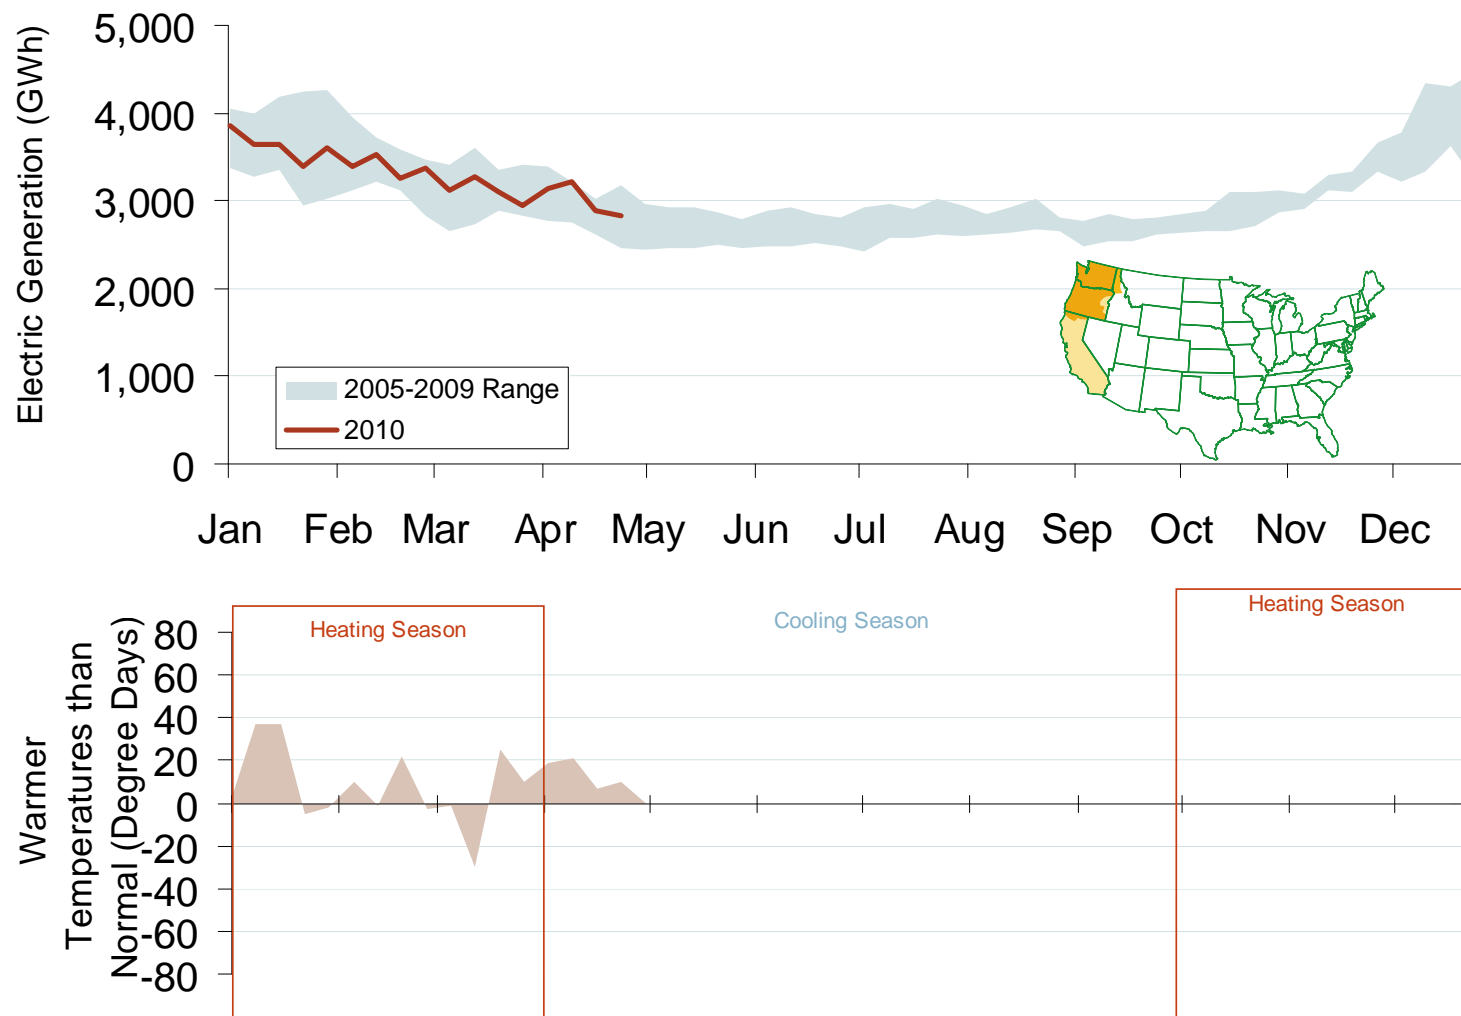 Electric Generation (GWh)
5,000
4,000
3,000
2,000
1,000
0
2005-2009 Range
2010
Jan Feb Mar Apr May Jun Jul Aug Sep Oct Nov Dec
Warmer
Temperatures than
Normal (Degree Days)
80
60
40
20
0
-20
-40
-60
-80
Heating Season
Cooling Season
Heating Season